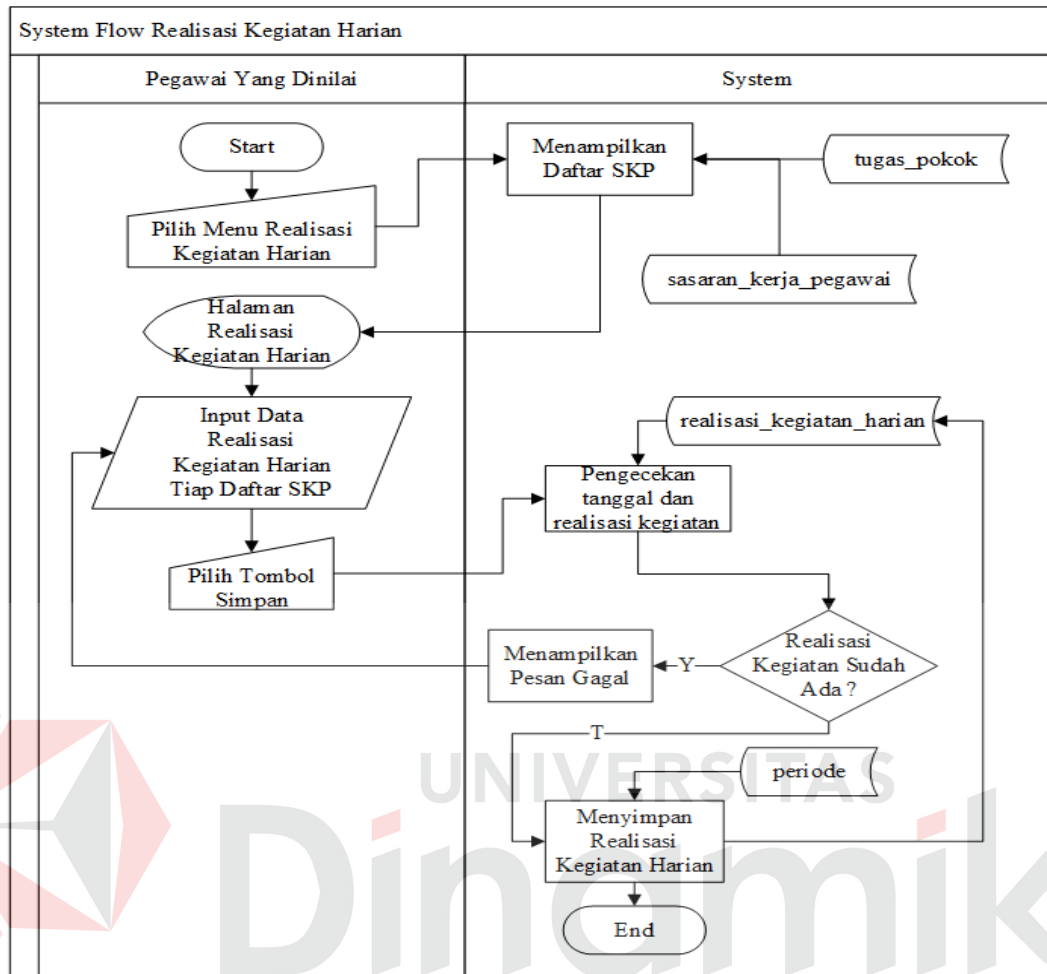 System Flow Realisasi Kegiatan Harian
Pegawai Yang Dinilai
System
Start
Menampilkan
Daftar SKP
tugas_pokok
Pilih Menu Realisasi
Kegiatan Harian
sasaran_kerja_pegawai
Halaman
Realisasi
Kegiatan Harian
Input Data
Realisasi
Kegiatan Harian
Tiap Daftar SKP
realisasi_kegiatan_harian
Pengecekan
tanggal dan
realisasi kegiatan
Pilih Tombol
Simpan
Realisasi
Kegiatan Sudah
Ada ?
Y
Menampilkan
Pesan Gagal
T
periode
Menyimpan
Realisasi
Kegiatan Harian
End
UNIVERSITAS
Dinamik